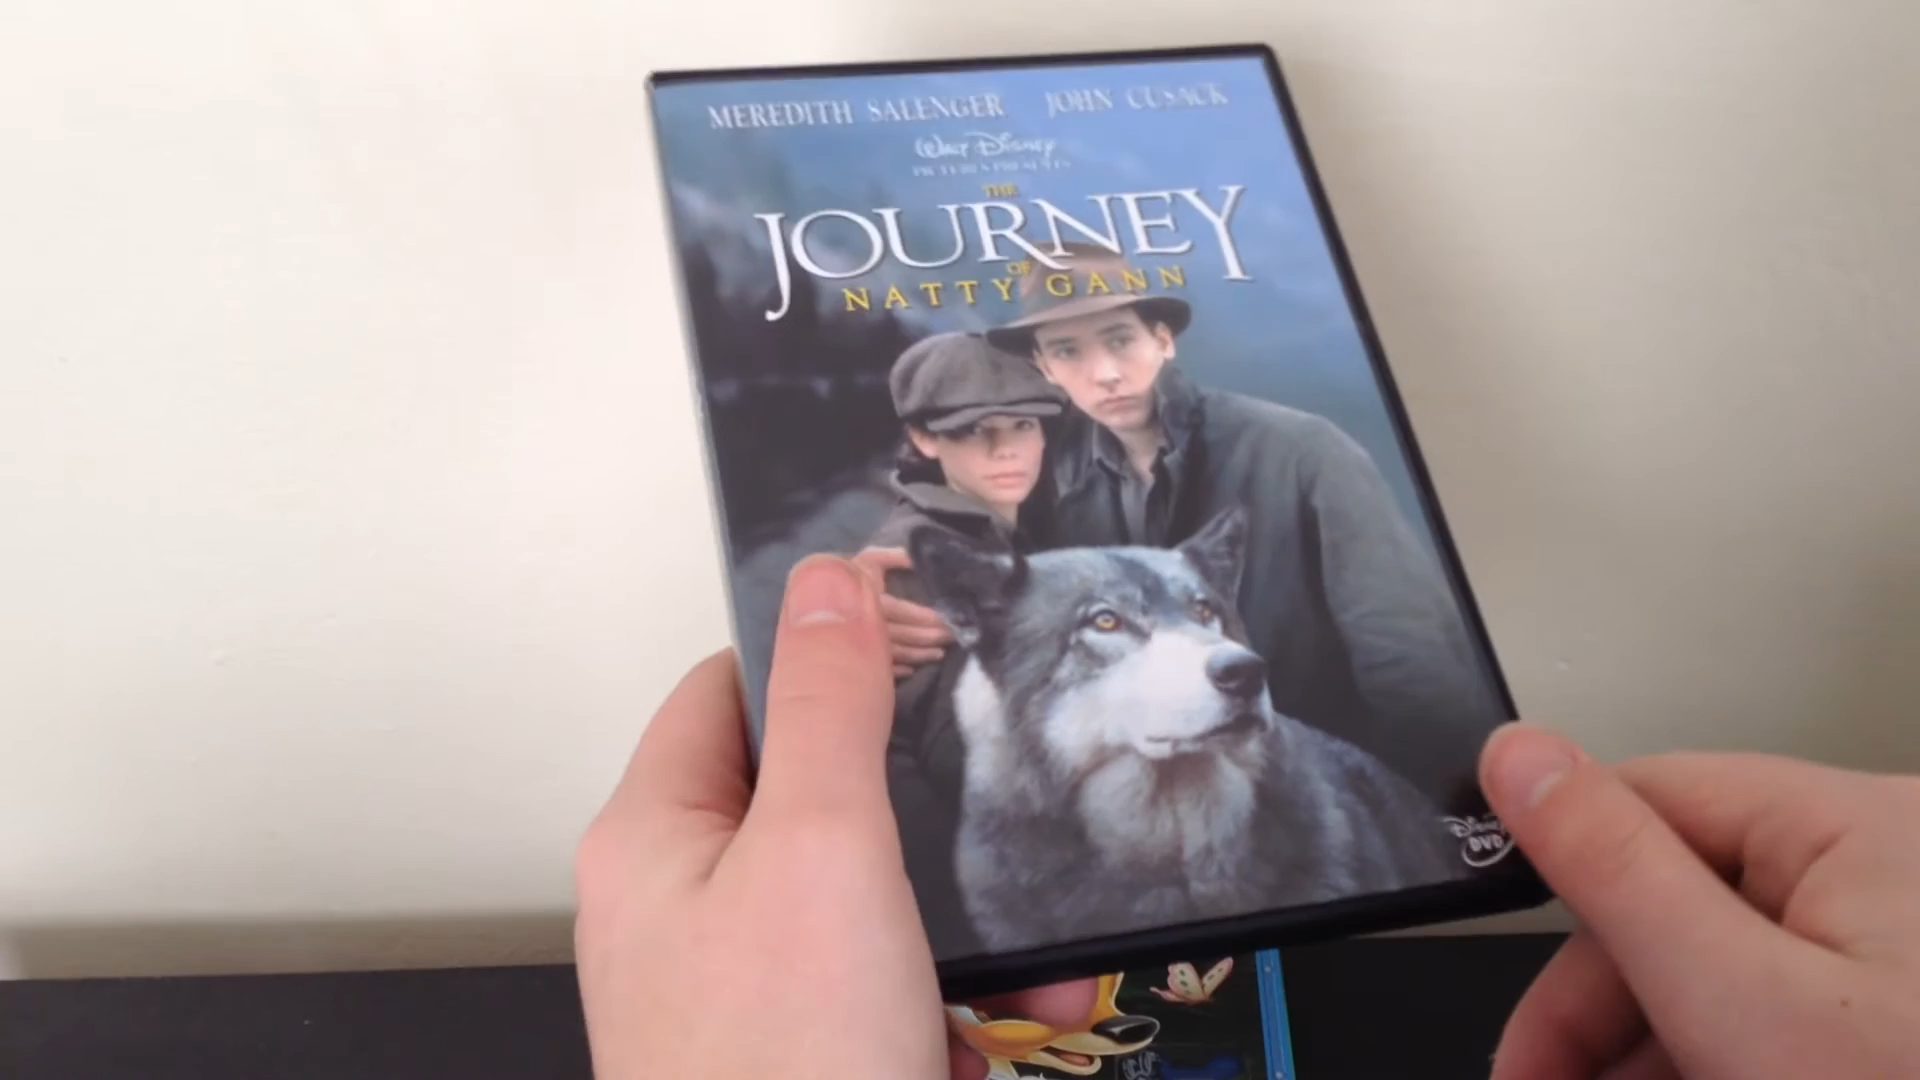 MEREDITH SALENGER JOHN CUSACK
Walt Disney
PICTURES PRESENTS
THE
JOURNEY
OF
NATTY GANN
Disney
DVD